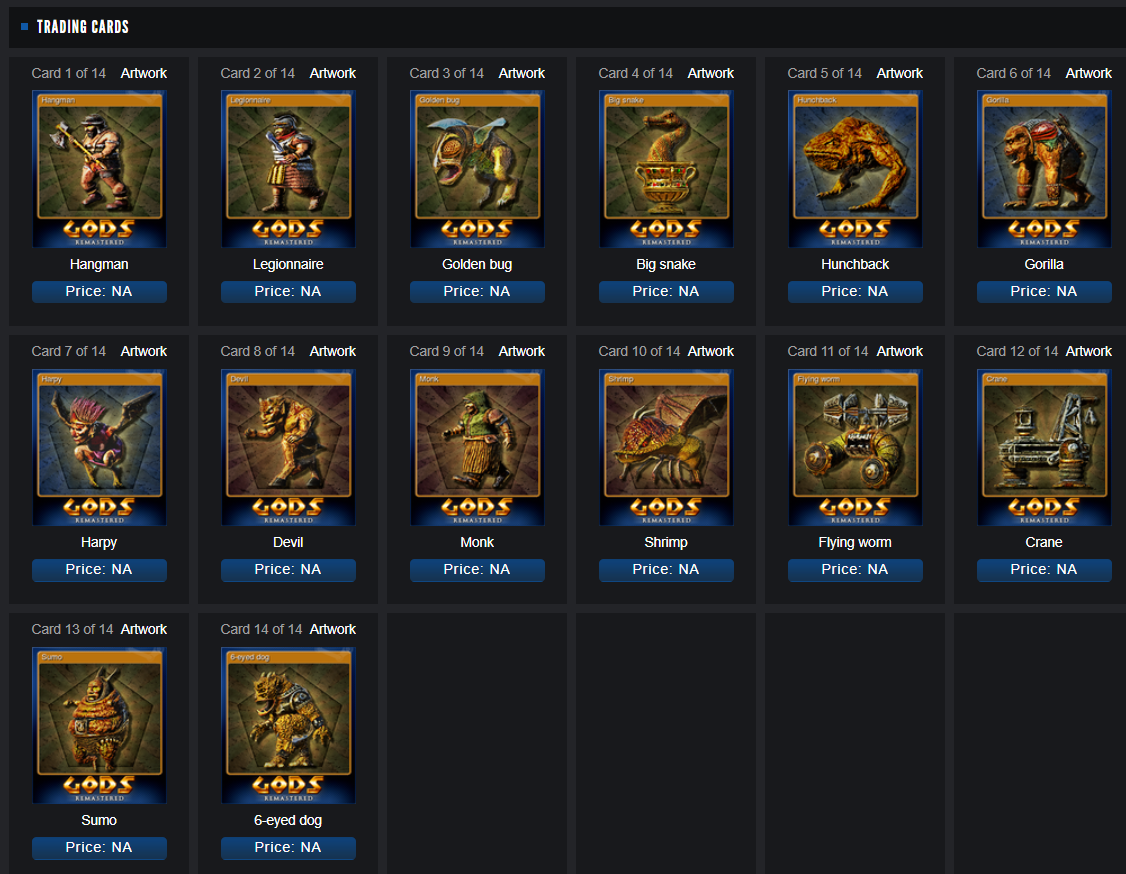 TRADING CARDS
Card 1 of 14 Artwork
Hangman
GODS
REMASTERED
Hangman
Price: NA
Card 2 of 14 Artwork
Legionnaire
GODS
REMASTERED
Legionnaire
Price: NA
Card 3 of 14 Artwork
Golden bug
GODS
REMASTERED
Golden bug
Price: NA
Card 4 of 14 Artwork
Big snake
GODS
REMASTERED
Big snake
Price: NA
Card 5 of 14 Artwork
Hunchback
GODS
REMASTERED
Hunchback
Price: NA
Card 6 of 14 Artwork
Gorilla
GODS
REMASTERED
Gorilla
Price: NA
Card 7 of 14 Artwork
Harpy
GODS
REMASTERED
Harpy
Price: NA
Card 8 of 14 Artwork
Devil
GODS
REMASTERED
Devil
Price: NA
Card 9 of 14 Artwork
Monk
GODS
REMASTERED
Monk
Price: NA
Card 10 of 14 Artwork
Shrimp
GODS
REMASTERED
Shrimp
Price: NA
Card 11 of 14 Artwork
Flying worm
GODS
REMASTERED
Flying worm
Price: NA
Card 12 of 14 Artwork
Crane
GODS
REMASTERED
Crane
Price: NA
Card 13 of 14 Artwork
Sumo
GODS
REMASTERED
Sumo
Price: NA
Card 14 of 14 Artwork
6-eyed dog
GODS
REMASTERED
6-eyed dog
Price: NA